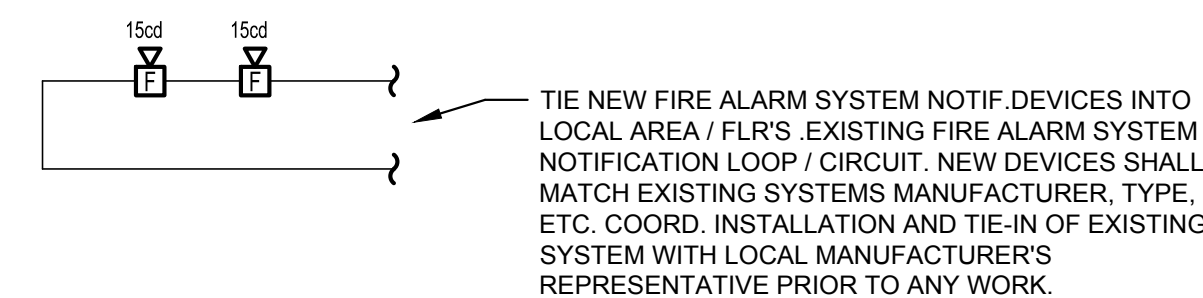 15cd 15cd
F F
TIE NEW FIRE ALARM SYSTEM NOTIF.DEVICES INTO
LOCAL AREA / FLR'S .EXISTING FIRE ALARM SYSTEM
NOTIFICATION LOOP / CIRCUIT. NEW DEVICES SHALL
MATCH EXISTING SYSTEMS MANUFACTURER, TYPE,
ETC. COORD. INSTALLATION AND TIE-IN OF EXISTING
SYSTEM WITH LOCAL MANUFACTURER'S
REPRESENTATIVE PRIOR TO ANY WORK.